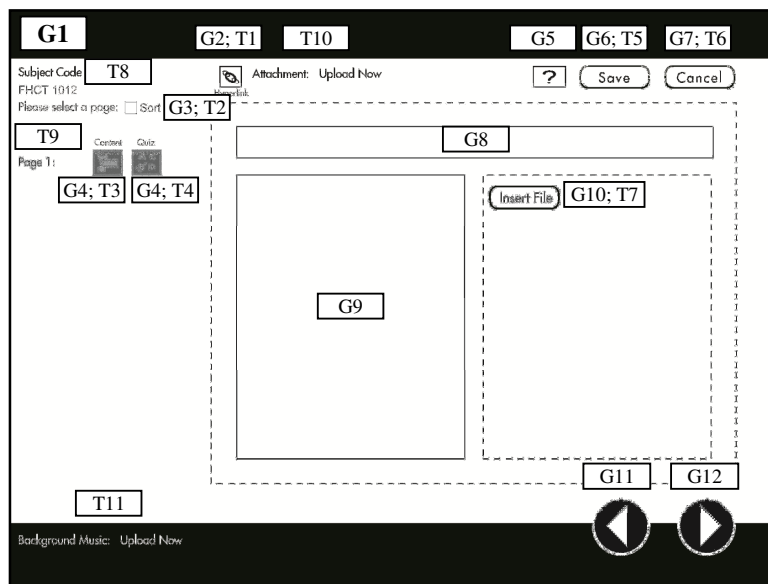 G1 G2; T1 T10 G5 G6; T5 G7; T6
Subject Code T8
FHCT 1012
Hyperlink
Attachment: Upload Now
? Save Cancel
Please select a page: Sort G3; T2
T9
Content Quiz
Page 1:
G4; T3 G4; T4
G8
Insert File G10; T7
G9
G11 G12
T11
Background Music: Upload Now